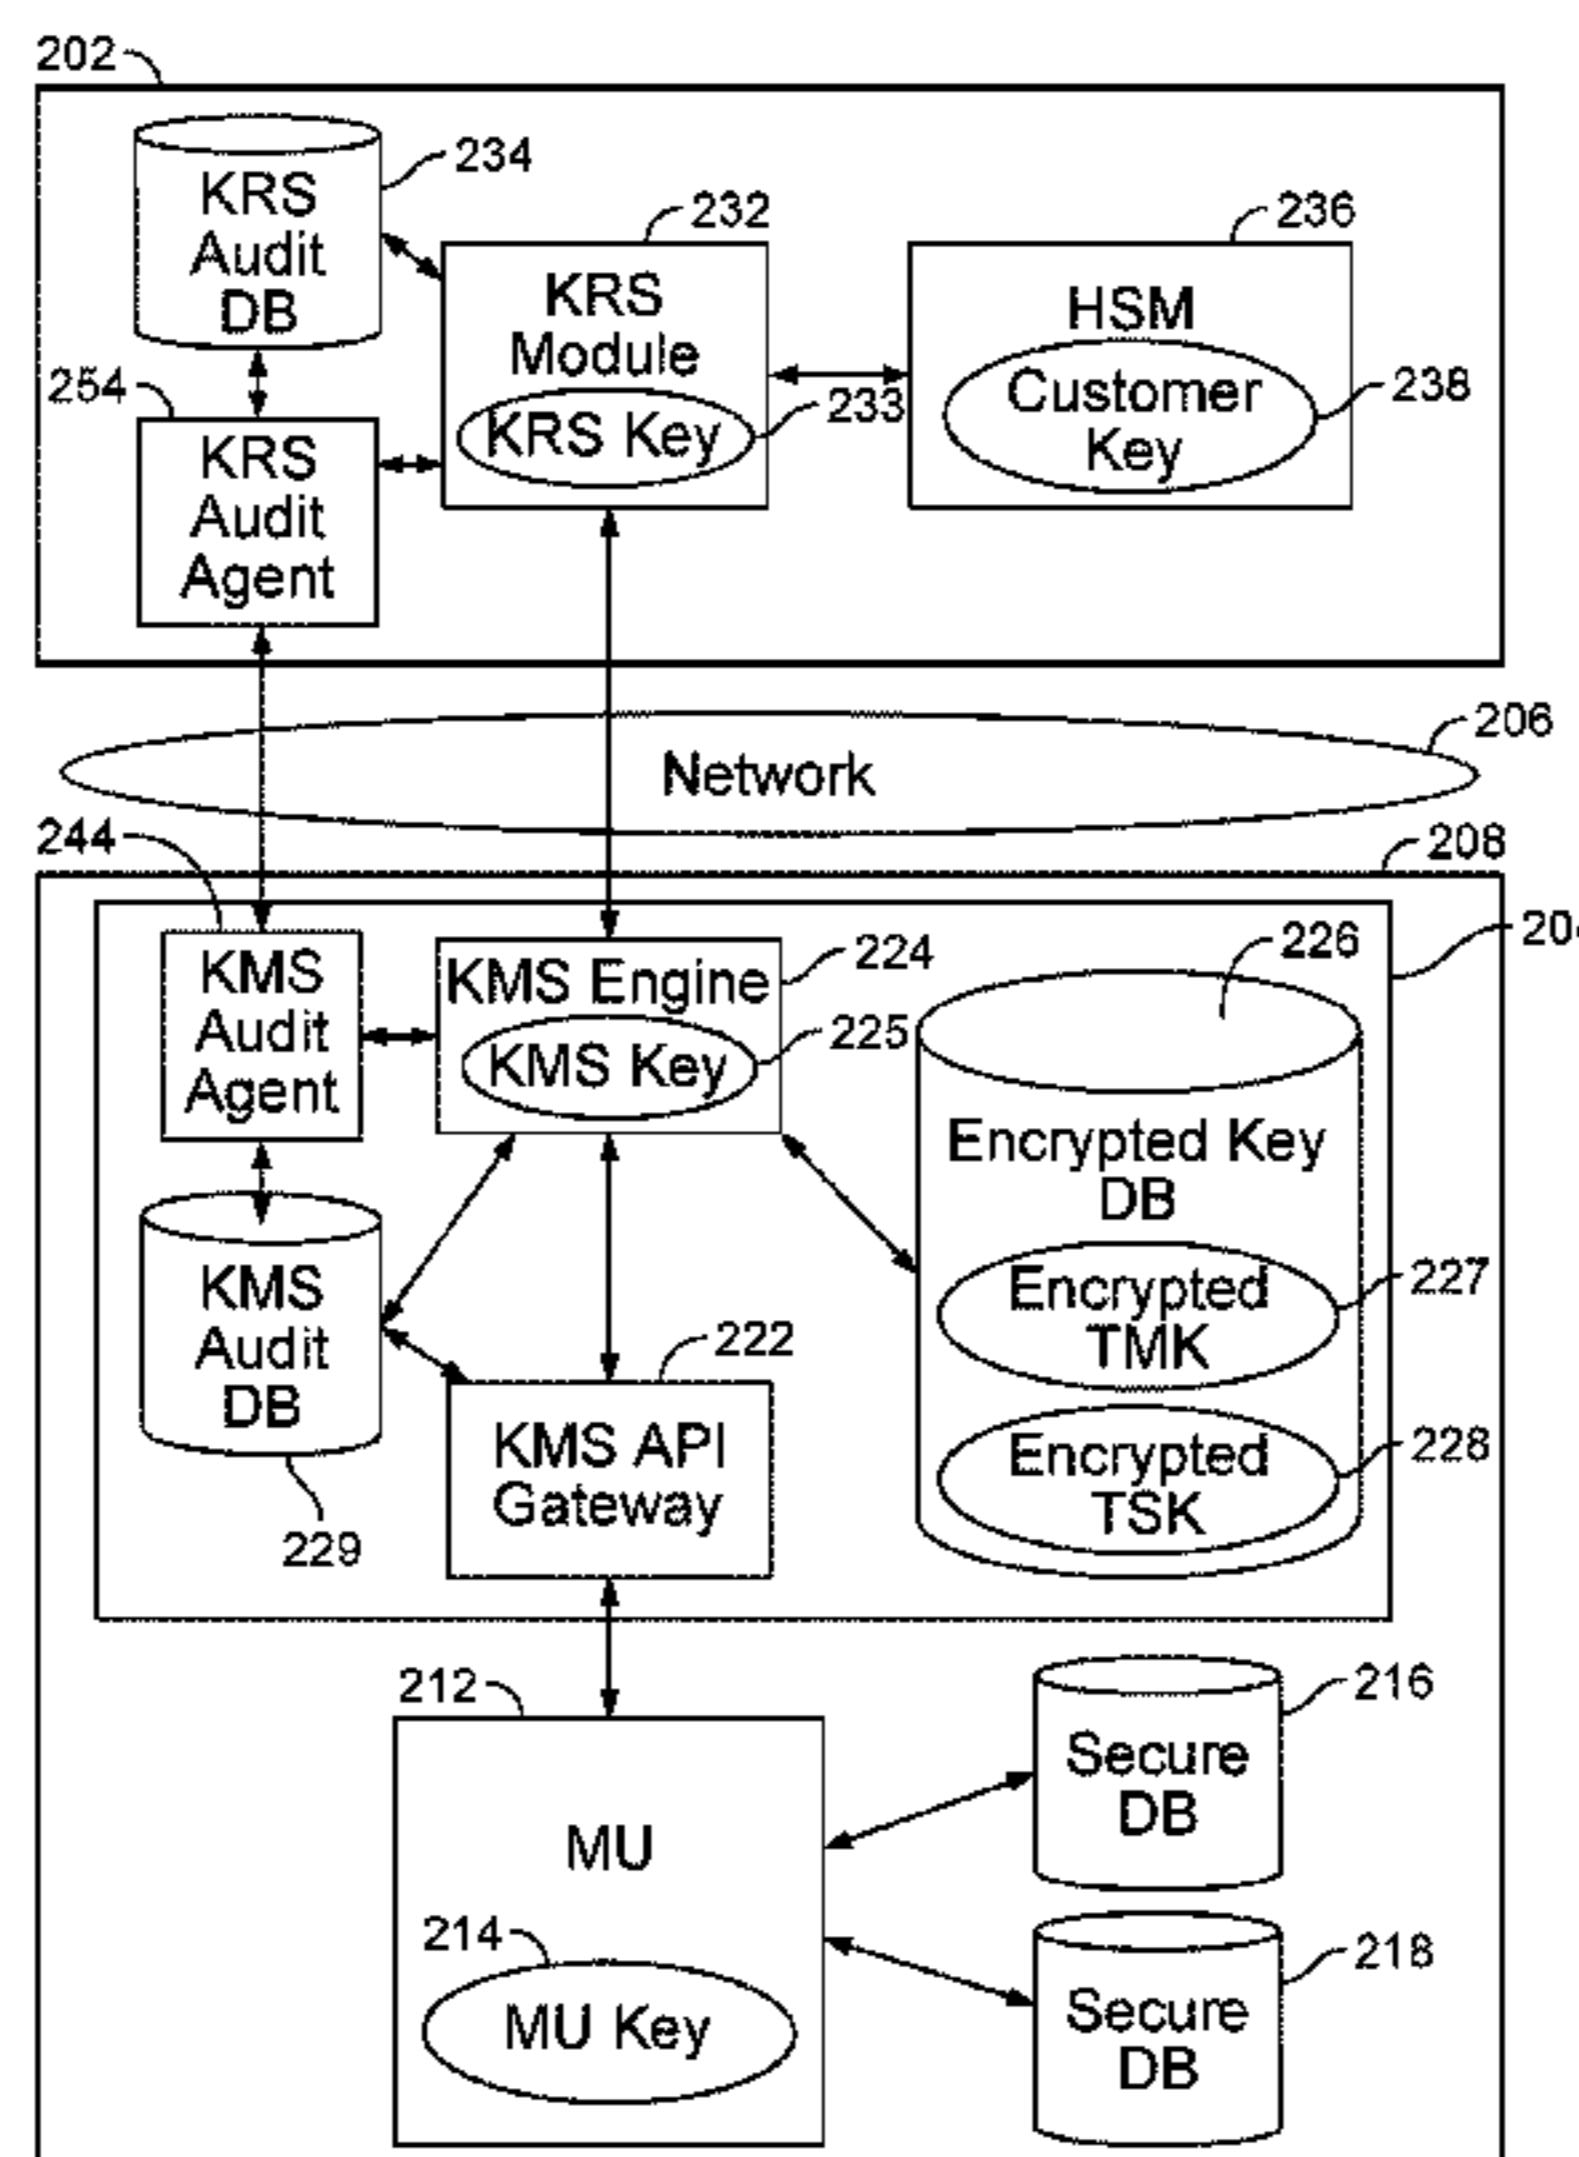 202
234
KRS
Audit
DB
232
KRS
Module
KRS Key
233
236
HSM
Customer
Key
238
254
KRS
Audit
Agent
206
Network
244
208
20
KMS
Audit
Agent
KMS Engine
224
KMS Key
225
226
Encrypted Key
DB
Encrypted
TMK
227
Encrypted
TSK
228
KMS
Audit
DB
229
222
KMS API
Gateway
212
MU
214
MU Key
216
Secure
DB
218
Secure
DB